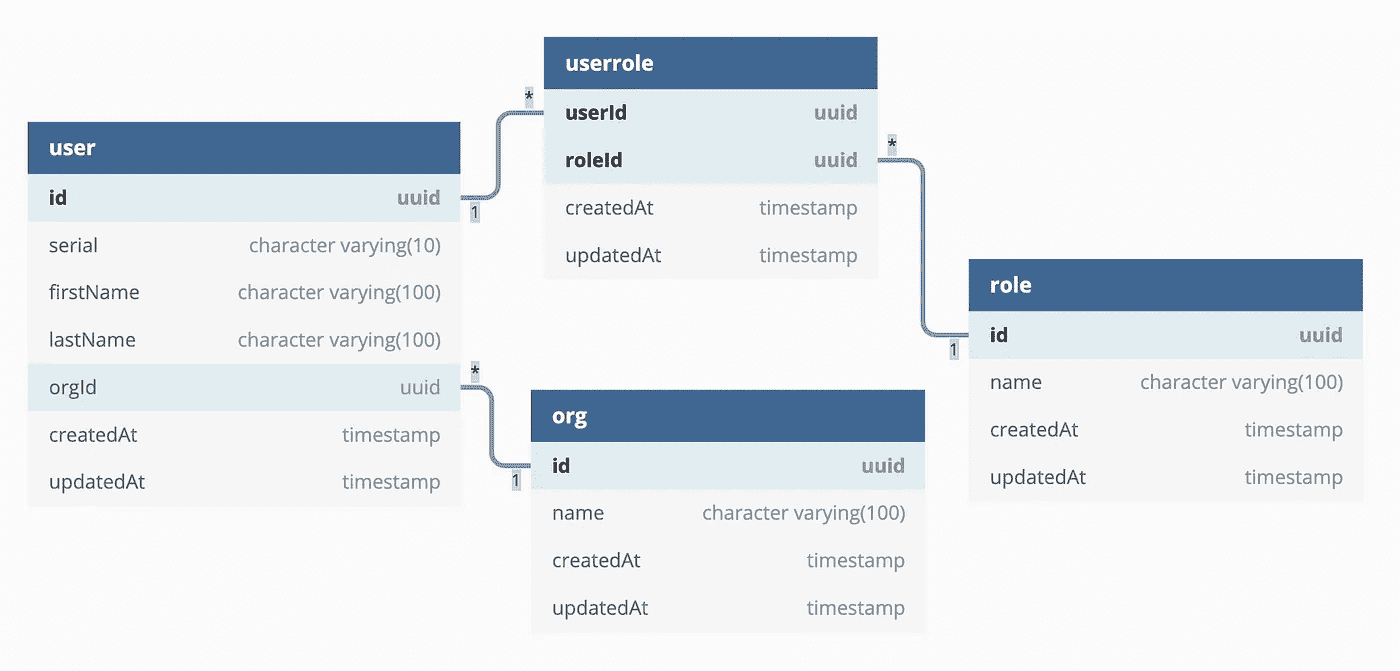 user
id uuid
serial character varying(10)
firstName character varying(100)
lastName character varying(100)
orgId uuid
createdAt timestamp
updatedAt timestamp
1
*
userrole
userId uuid
roleId uuid
createdAt timestamp
updatedAt timestamp
*
*
1
org
id uuid
name character varying(100)
createdAt timestamp
updatedAt timestamp
1
role
id uuid
name character varying(100)
createdAt timestamp
updatedAt timestamp